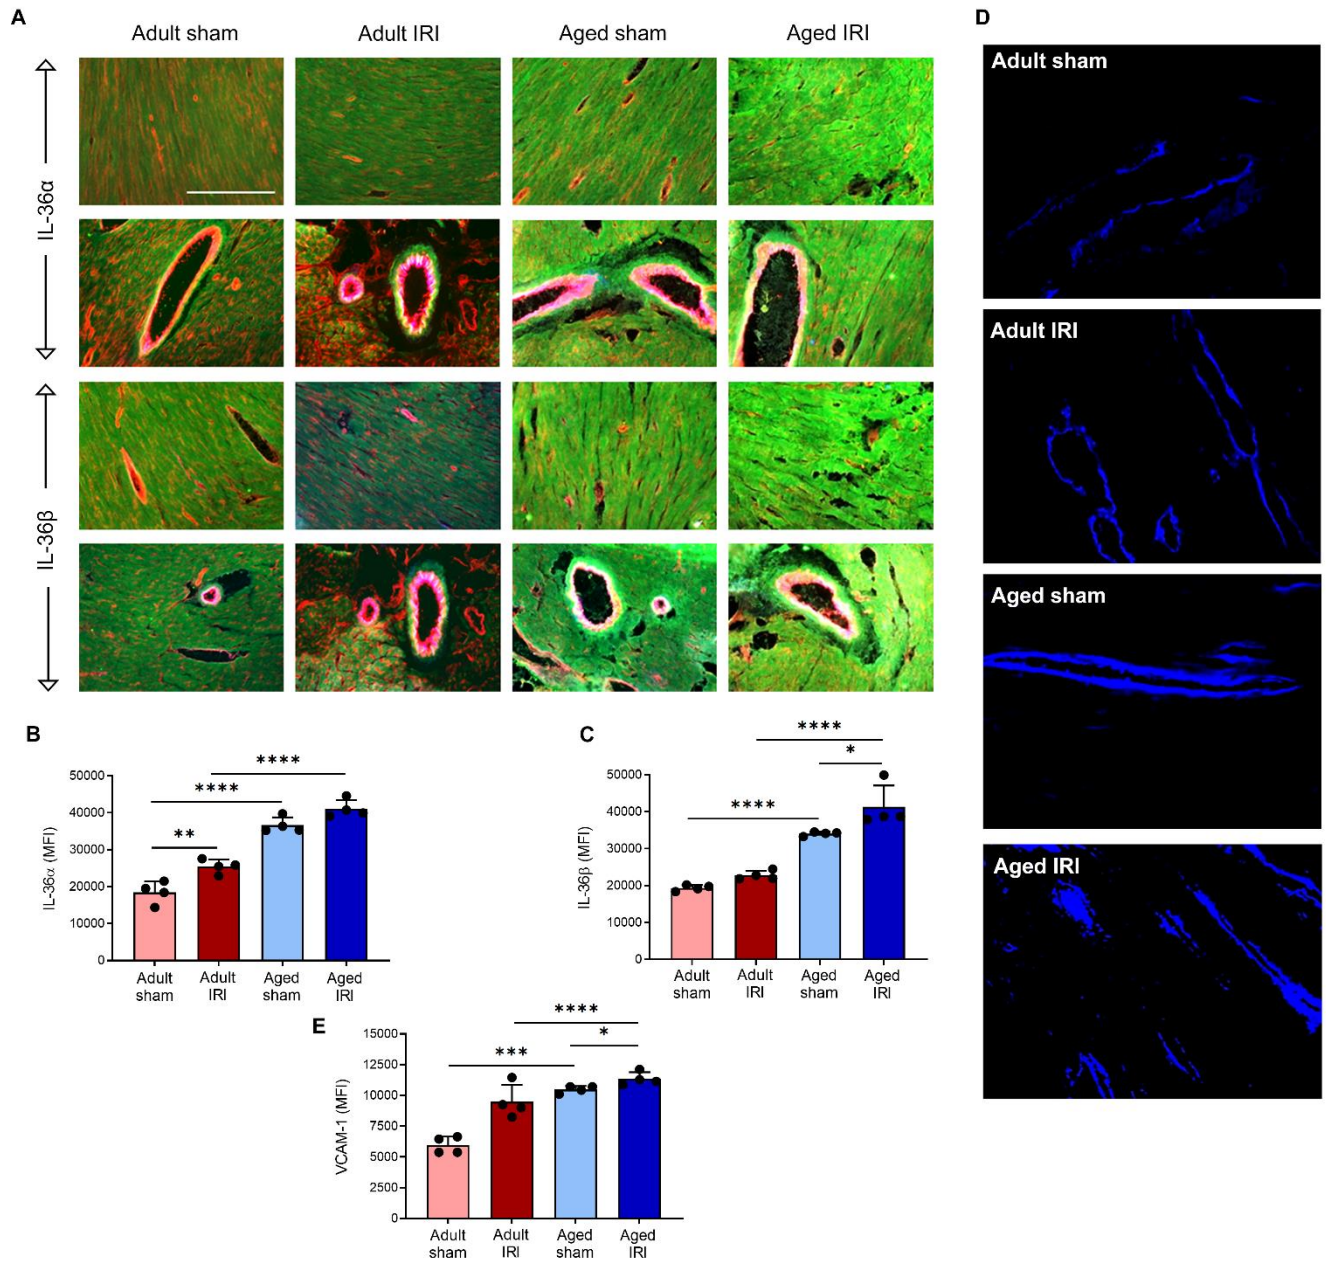 A
Adult sham
Adult IRI
Aged sham
Aged IRI
IL-36α
IL-36β
D
Adult sham
Adult IRI
Aged sham
Aged IRI
B
IL-36α (MFI)
50000
40000
30000
20000
10000
0
**
****
****
Adult sham
Adult IRI
Aged sham
Aged IRI
C
IL-36β (MFI)
50000
40000
30000
20000
10000
0
****
*
****
Adult sham
Adult IRI
Aged sham
Aged IRI
E
VCAM-1 (MFI)
15000
12500
10000
7500
5000
2500
0
***
*
****
Adult sham
Adult IRI
Aged sham
Aged IRI